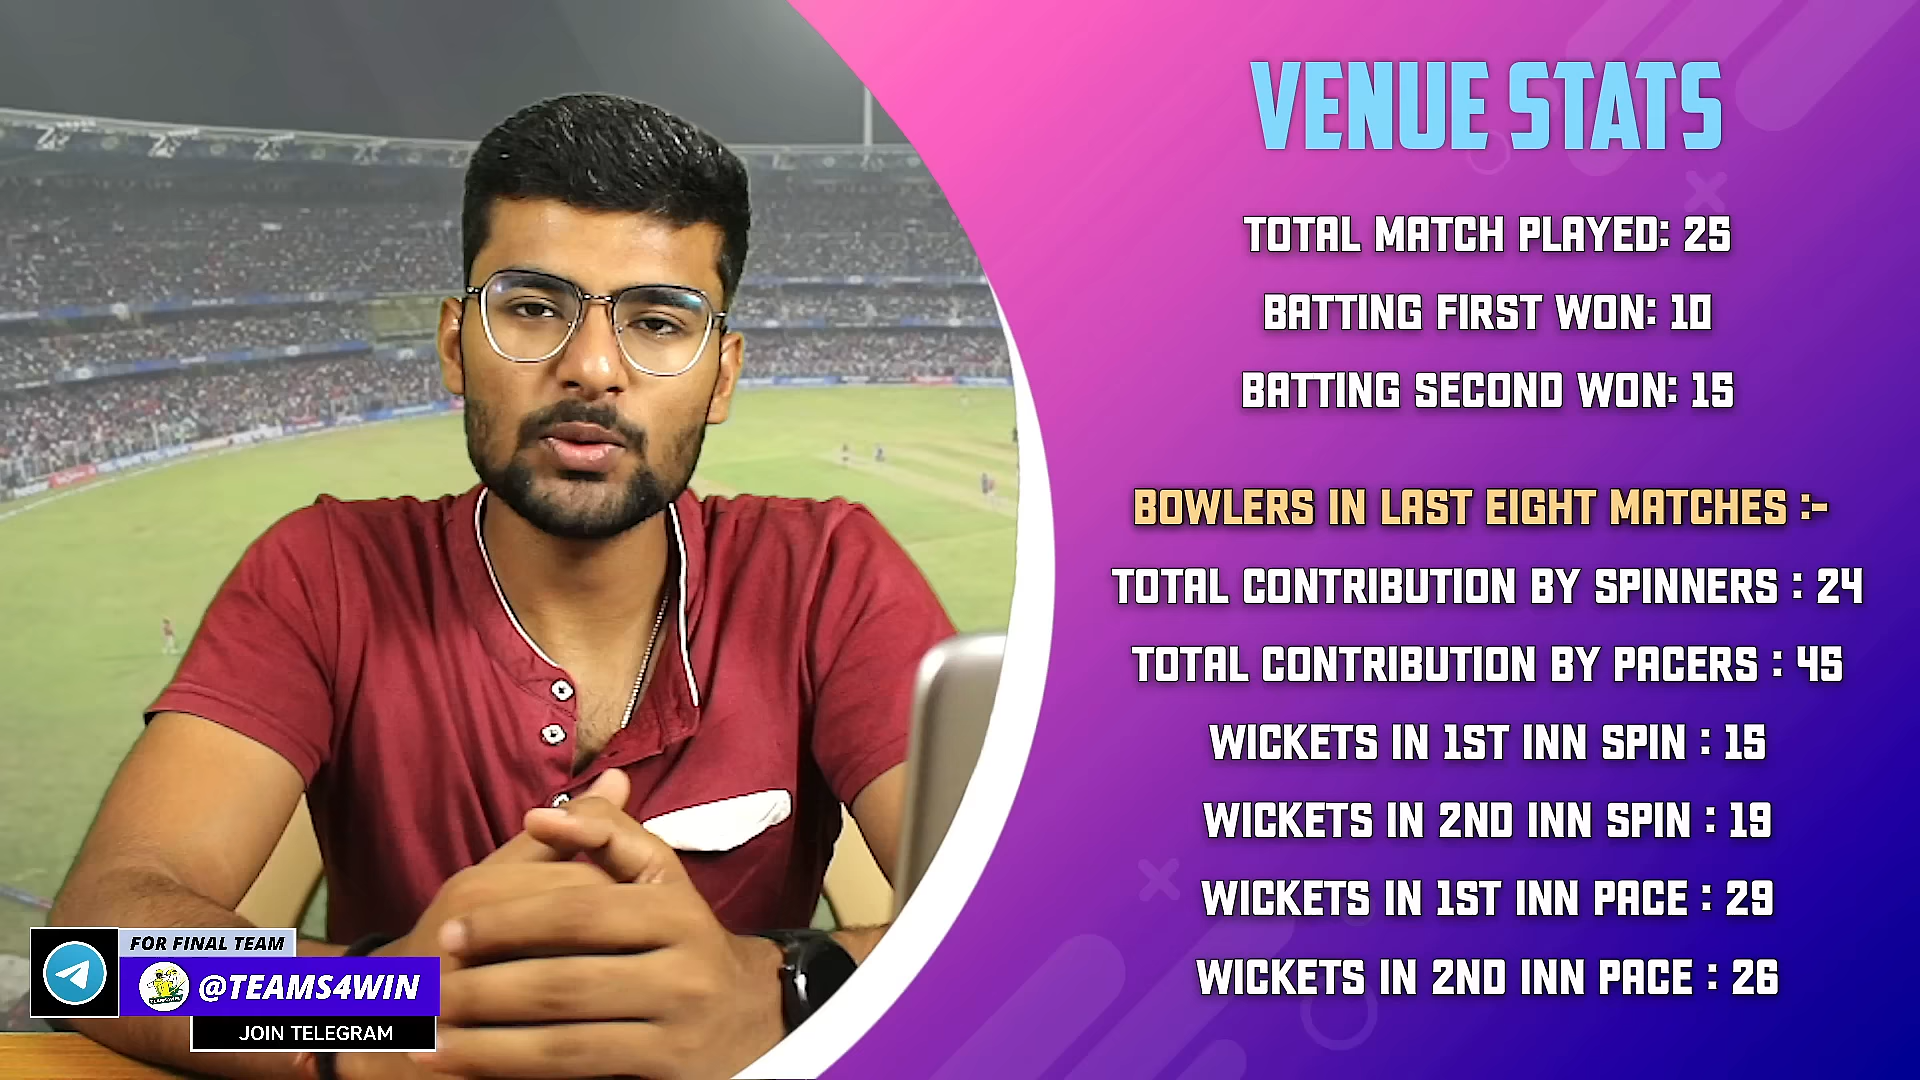 VENUE STATS
TOTAL MATCH PLAYED: 25
BATTING FIRST WON: 10
BATTING SECOND WON: 15
BOWLERS IN LAST EIGHT MATCHES :-
TOTAL CONTRIBUTION BY SPINNERS : 24
TOTAL CONTRIBUTION BY PACERS : 45
WICKETS IN 1ST INN SPIN : 15
WICKETS IN 2ND INN SPIN : 19
WICKETS IN 1ST INN PACE : 29
WICKETS IN 2ND INN PACE : 26
FOR FINAL TEAM
@TEAMS4WIN
JOIN TELEGRAM